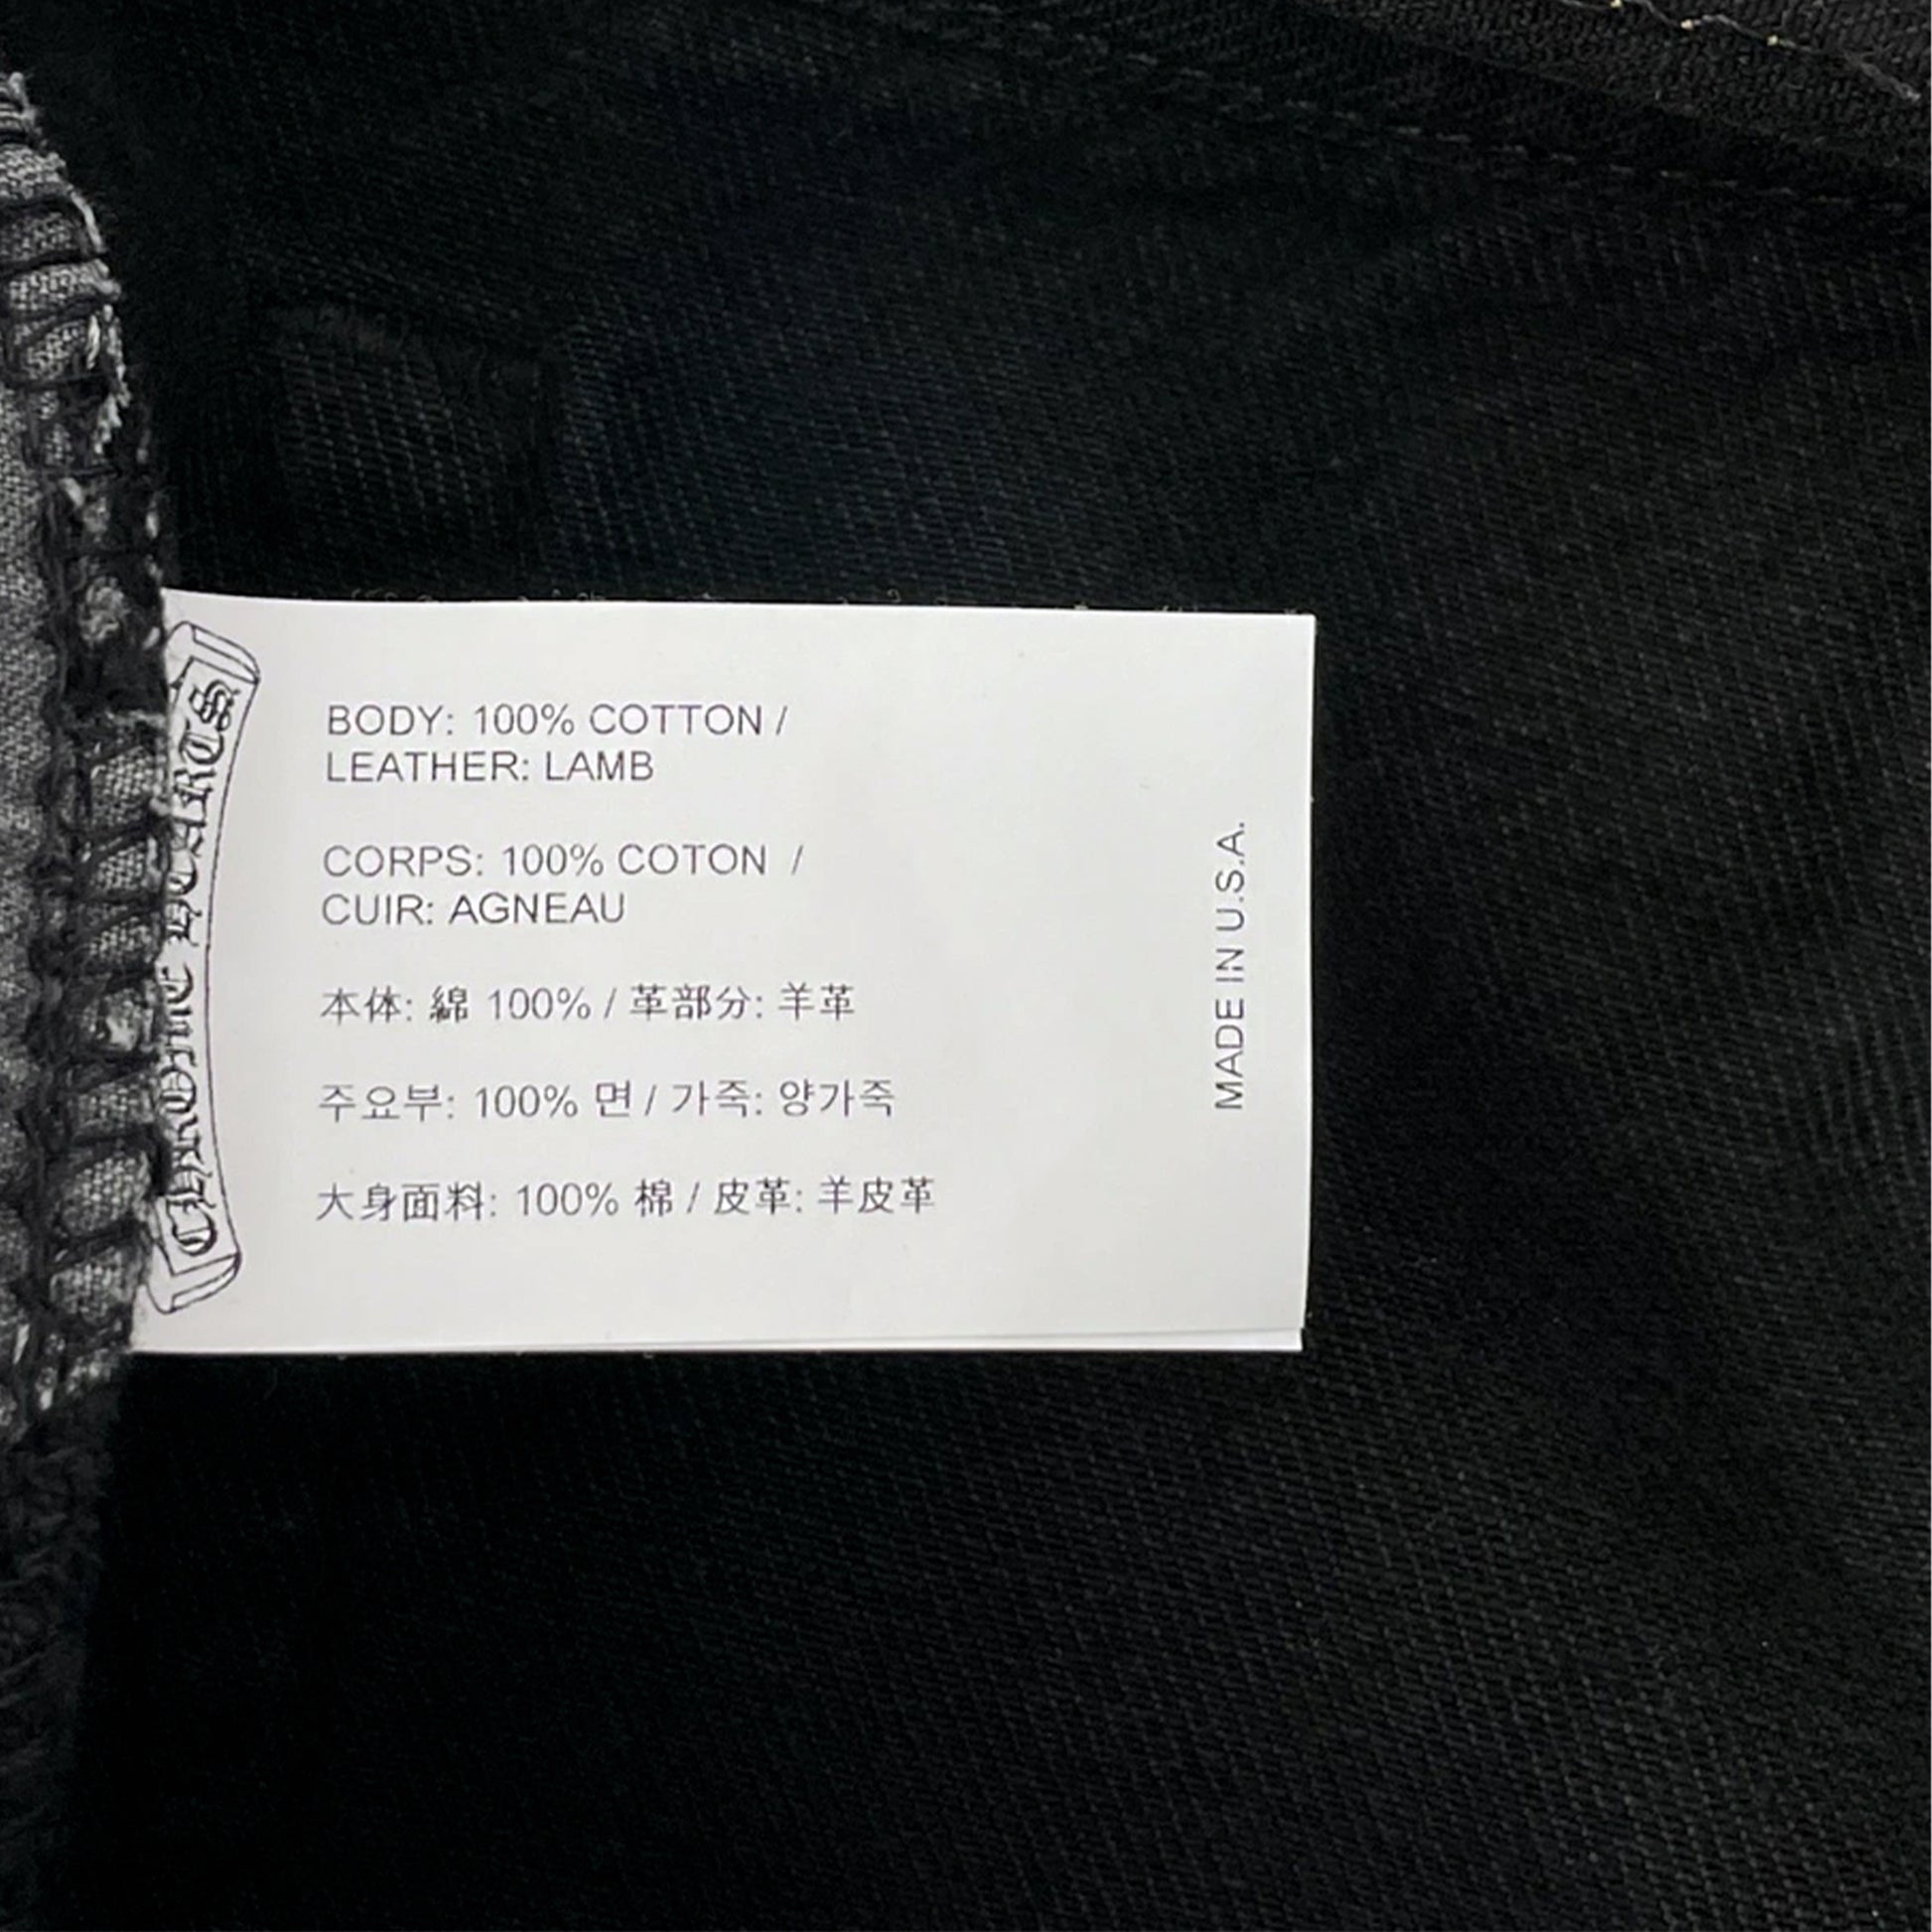 CHROME HEARTS
BODY: 100% COTTON /
LEATHER: LAMB
CORPS: 100% COTON /
CUIR: AGNEAU
本体: 綿 100% / 革部分: 羊革
주요부: 100% 면 / 가죽: 양가죽
大身面料: 100% 棉 / 皮革: 羊皮革
MADE IN U.S.A.